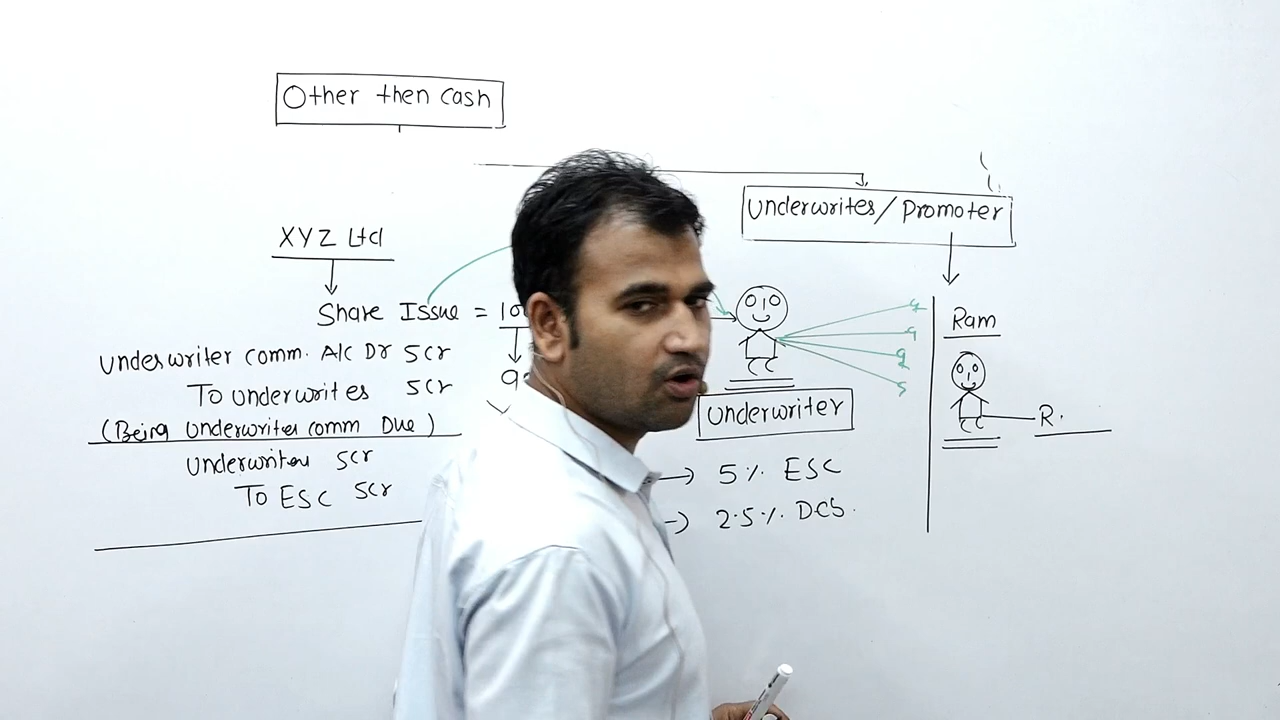 Other then cash
Underwrites/Promoter
XYZ Ltd
Share Issue = 10
Ram
Underwriter comm. A/c Dr 5cr
To Underwrites 5cr
(Being Underwriter comm Due)
Underwriter 5cr
To ESC 5cr
9
Underwriter
5% ESC
2.5% DCS.
R.